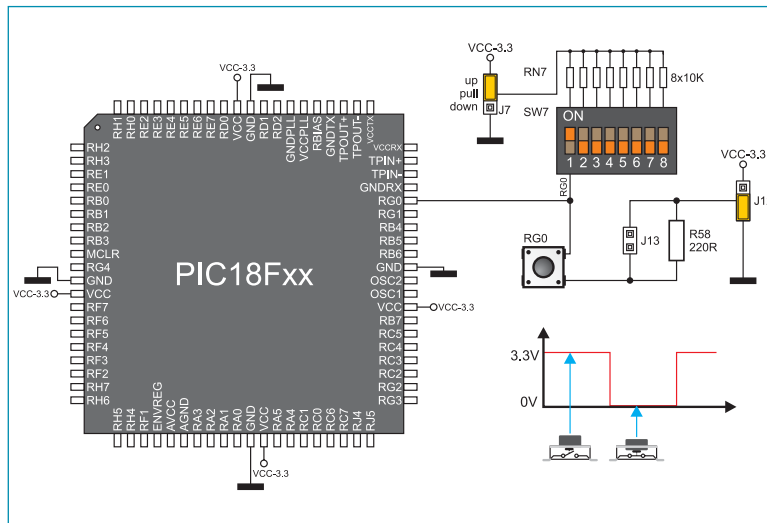 VCC-3.3
RH1
RH0
RE2
RE3
RE4
RE5
RE6
RE7
RD0
VCC
GND
RD1
RD2
GNDPLL
VCCPLL
RBIAS
GNDTX
TPOUT+
TPOUT-
VCCTX
RH2
RH3
RE1
RE0
RB0
RB1
RB2
RB3
MCLR
RG4
GND
VCC
RF7
RF6
RF5
RF4
RF3
RF2
RH7
RH6
VCC-3.3
PIC18Fxx
VCCRX
TPIN+
TPIN-
GNDRX
RG0
RG1
RB4
RB5
RB6
GND
OSC2
OSC1
VCC
RB7
RC5
RC4
RC3
RC2
RG2
RG3
VCC-3.3
RH5
RH4
RF1
ENVREG
AVCC
AGND
RA3
RA2
RA1
RA0
GND
VCC
RA5
RA4
RC1
RC0
RC6
RC7
RJ4
RJ5
VCC-3.3
VCC-3.3
up
pull
down
J7
RN7
8x10K
SW7
ON
1 2 3 4 5 6 7 8
RG0
VCC-3.3
J1
J13
R58
220R
RG0
3.3V
0V